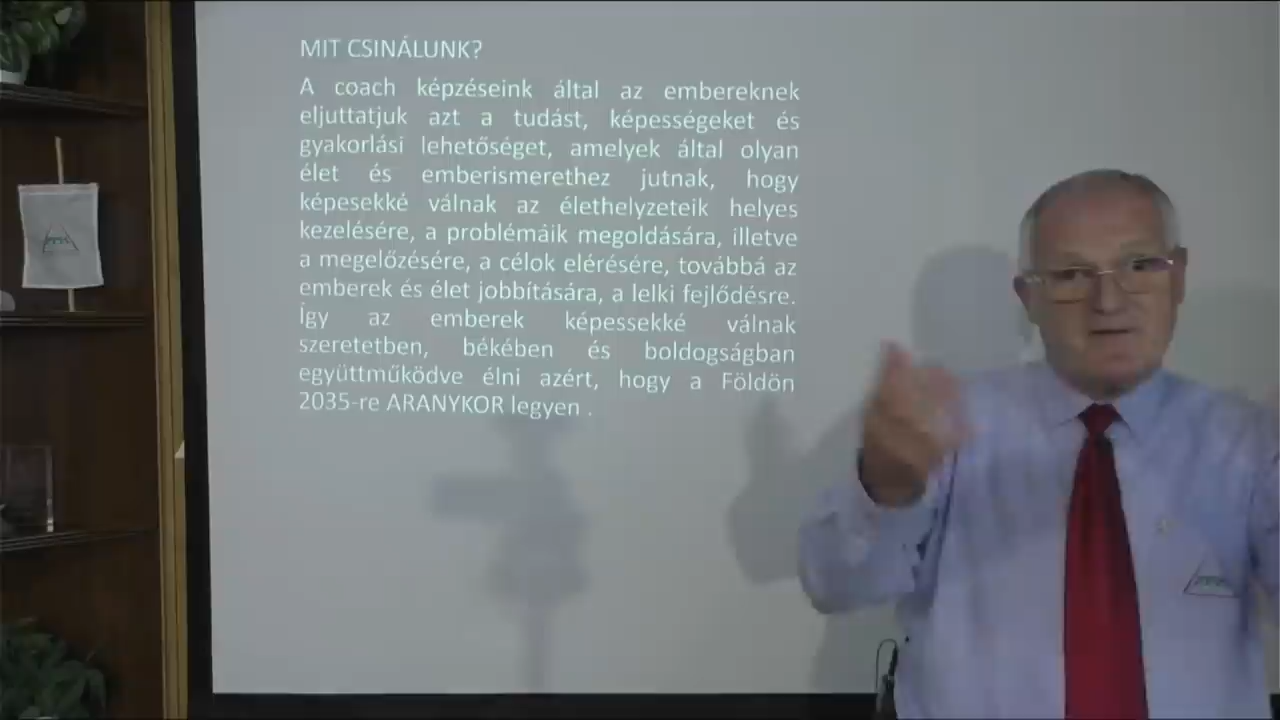 MIT CSINÁLUNK?
A coach képzéseink által az embereknek
eljuttatjuk azt a tudást, képességeket és
gyakorlási lehetőséget, amelyek által olyan
élet és emberismerethez jutnak, hogy
képesekké válnak az élethelyzeteik helyes
kezelésére, a problémáik megoldására, illetve
a megelőzésére, a célok elérésére, továbbá az
emberek és élet jobbítására, a lelki fejlődésre.
Így az emberek képessekké válnak
szeretetben, békében és boldogságban
együttműködve élni azért, hogy a Földön
2035-re ARANYKOR legyen .